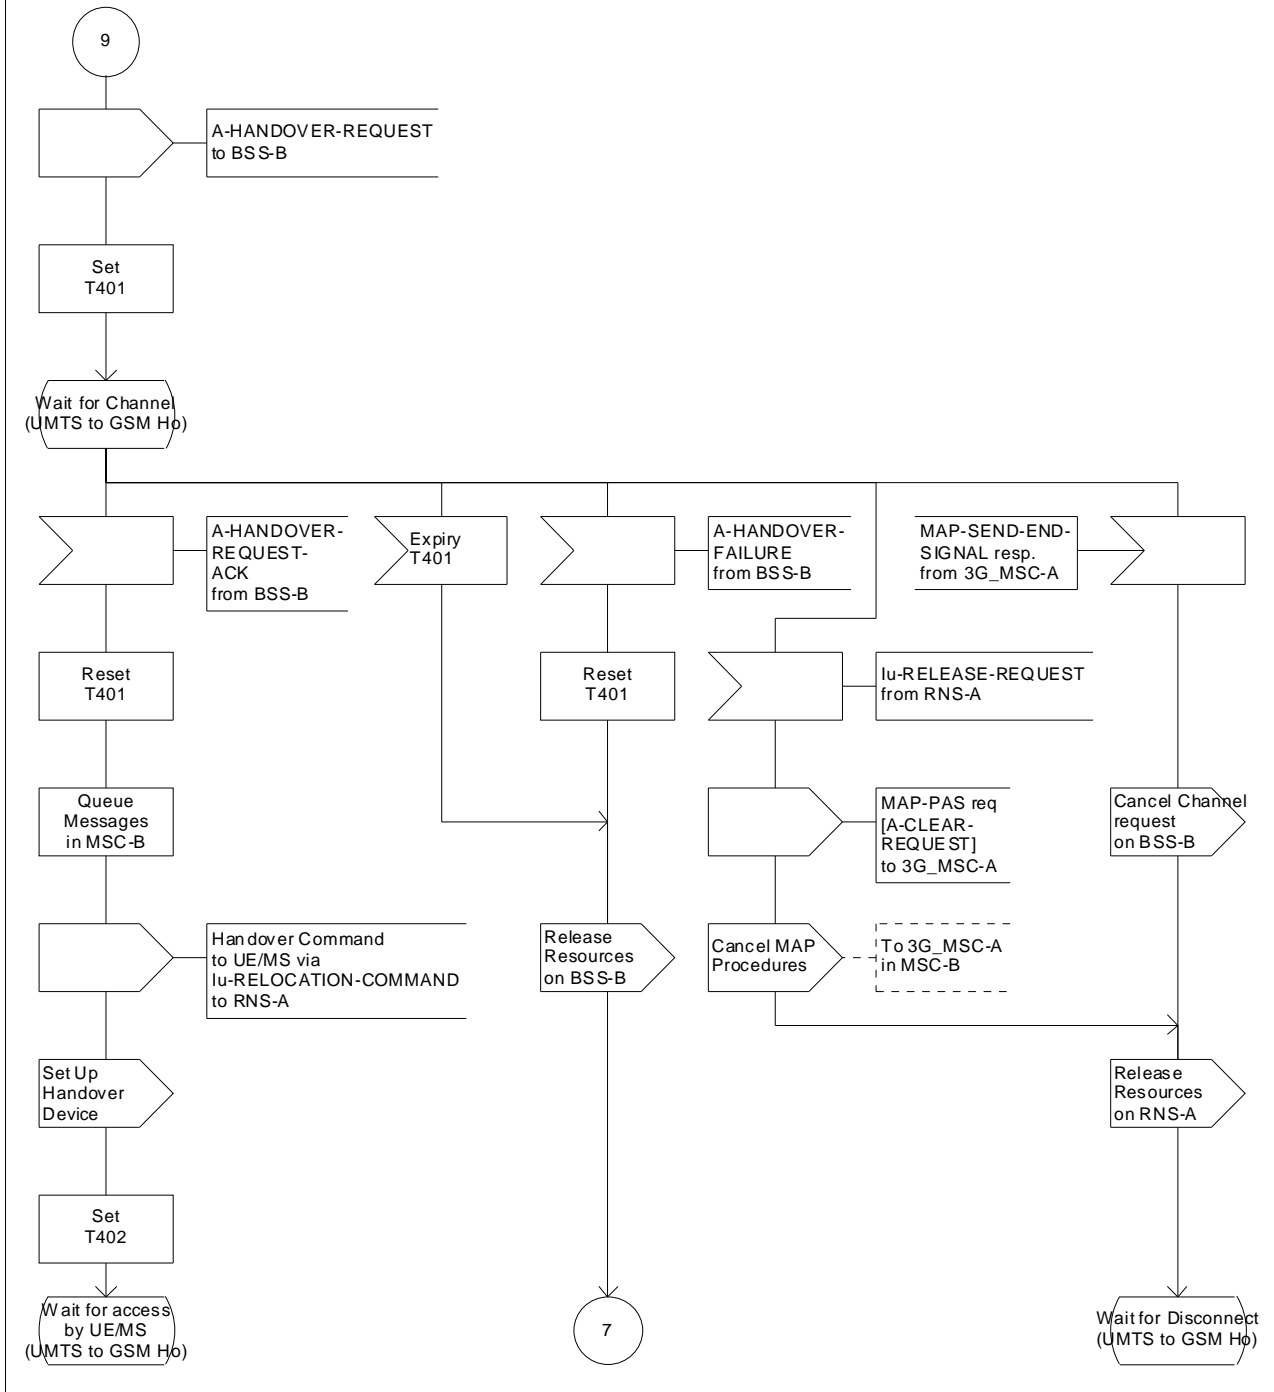 9
A-HANDOVER-REQUEST
to BSS-B
Set
T401
Wait for Channel
(UMTS to GSM Ho)
A-HANDOVER-
REQUEST-
ACK
from BSS-B
Expiry
T401
A-HANDOVER-
FAILURE
from BSS-B
MAP-SEND-END-
SIGNAL resp.
from 3G_MSC-A
Reset
T401
Reset
T401
Iu-RELEASE-REQUEST
from RNS-A
Queue
Messages
in MSC-B
MAP-PAS req
[A-CLEAR-
REQUEST]
to 3G_MSC-A
Cancel Channel
request
on BSS-B
Handover Command
to UE/MS via
Iu-RELOCATION-COMMAND
to RNS-A
Release
Resources
on BSS-B
Cancel MAP
Procedures
To 3G_MSC-A
in MSC-B
Set Up
Handover
Device
Release
Resources
on RNS-A
Set
T402
Wait for access
by UE/MS
(UMTS to GSM Ho)
7
Wait for Disconnect
(UMTS to GSM Ho)